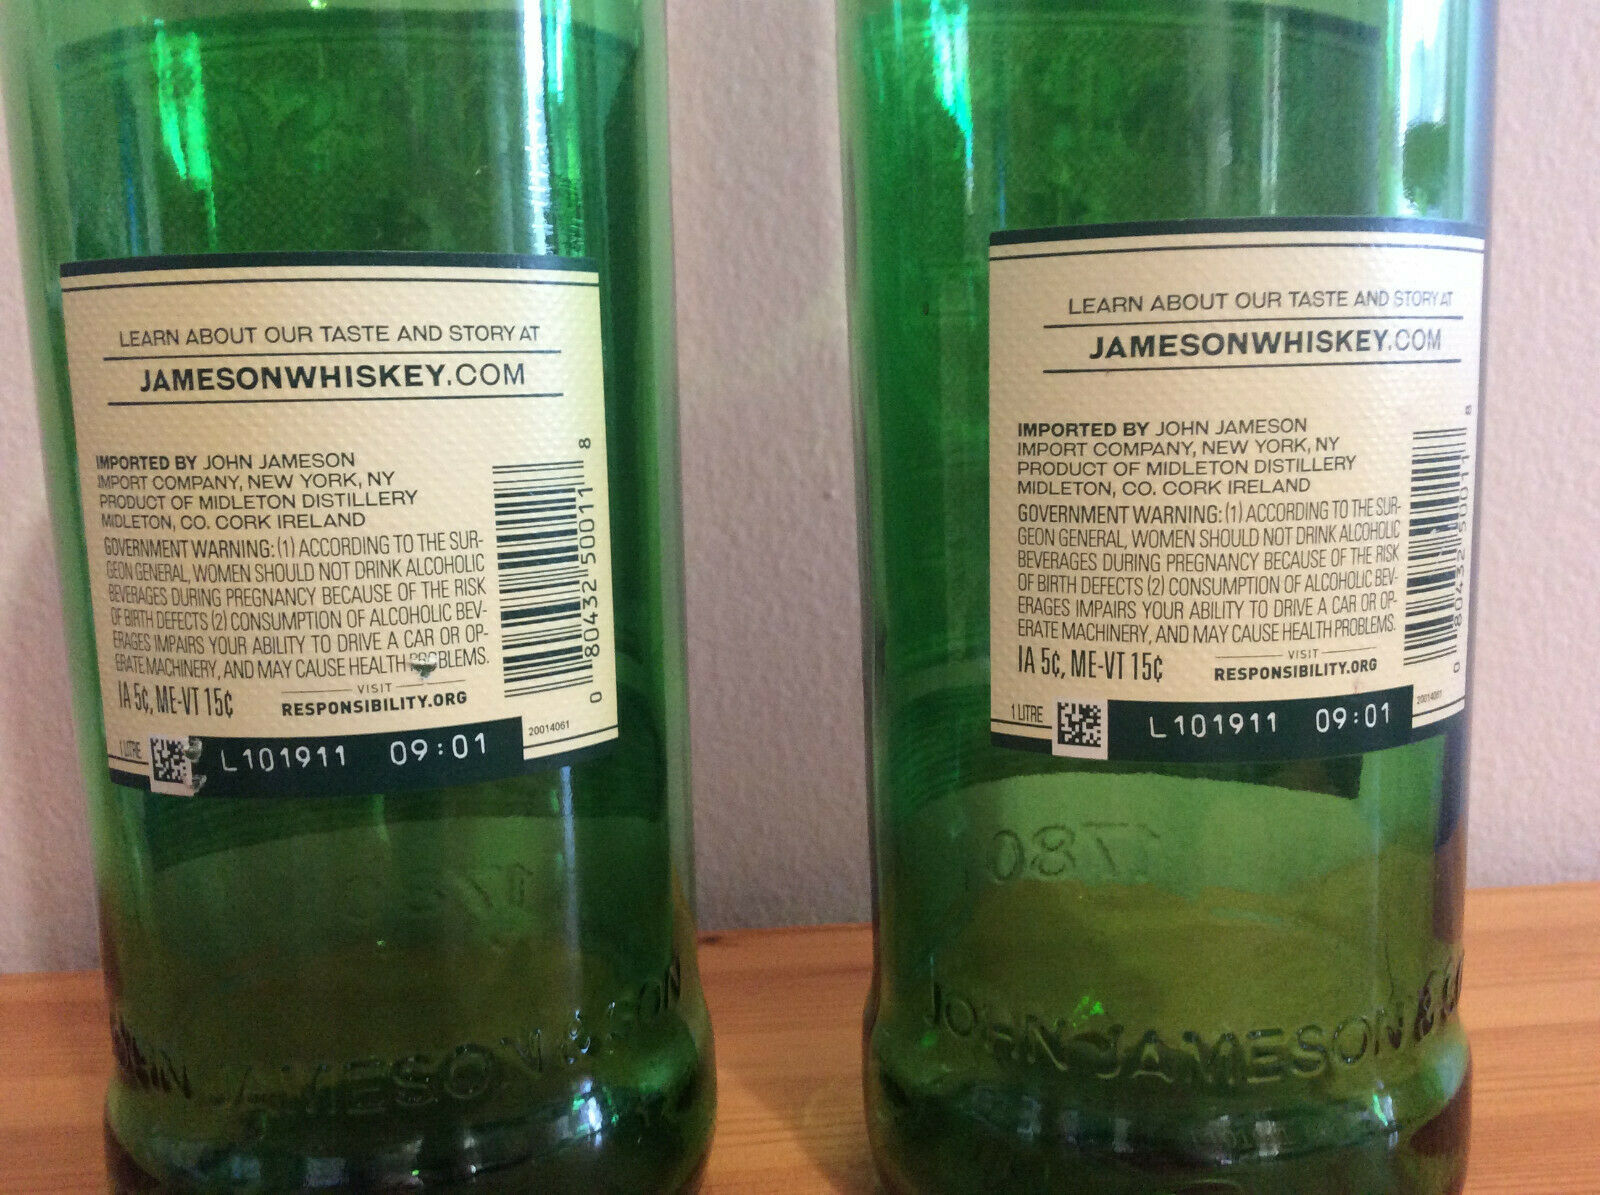 LEARN ABOUT OUR TASTE AND STORY AT
JAMESONWHISKEY.COM
IMPORTED BY JOHN JAMESON
IMPORT COMPANY, NEW YORK, NY
PRODUCT OF MIDLETON DISTILLERY
MIDLETON, CO. CORK IRELAND
GOVERNMENT WARNING: (1) ACCORDING TO THE SUR-
GEON GENERAL, WOMEN SHOULD NOT DRINK ALCOHOLIC
BEVERAGES DURING PREGNANCY BECAUSE OF THE RISK
OF BIRTH DEFECTS (2) CONSUMPTION OF ALCOHOLIC BEV-
ERAGES IMPAIRS YOUR ABILITY TO DRIVE A CAR OR OP-
ERATE MACHINERY, AND MAY CAUSE HEALTH PROBLEMS.
IA 5¢, ME-VT 15¢
VISIT
RESPONSIBILITY.ORG
0 80432 50011 8
1 LITRE
L101911 09:01
20014061
JOHN JAMESON & SON
LEARN ABOUT OUR TASTE AND STORY AT
JAMESONWHISKEY.COM
IMPORTED BY JOHN JAMESON
IMPORT COMPANY, NEW YORK, NY
PRODUCT OF MIDLETON DISTILLERY
MIDLETON, CO. CORK IRELAND
GOVERNMENT WARNING: (1) ACCORDING TO THE SUR-
GEON GENERAL, WOMEN SHOULD NOT DRINK ALCOHOLIC
BEVERAGES DURING PREGNANCY BECAUSE OF THE RISK
OF BIRTH DEFECTS (2) CONSUMPTION OF ALCOHOLIC BEV-
ERAGES IMPAIRS YOUR ABILITY TO DRIVE A CAR OR OP-
ERATE MACHINERY, AND MAY CAUSE HEALTH PROBLEMS.
IA 5¢, ME-VT 15¢
VISIT
RESPONSIBILITY.ORG
0 80432 50011 8
1 LITRE
L101911 09:01
20014061
JOHN JAMESON &